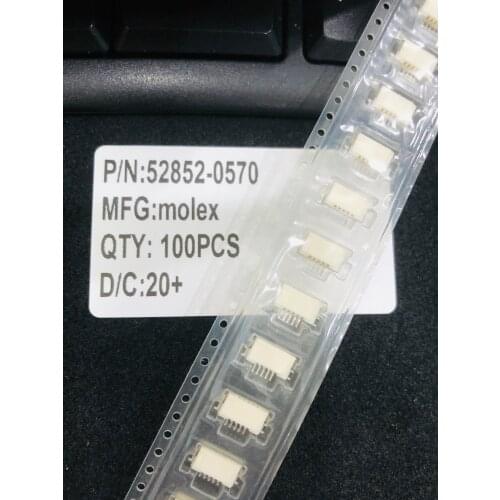 P/N:52852-0570
MFG:molex
QTY: 100PCS
D/C:20+